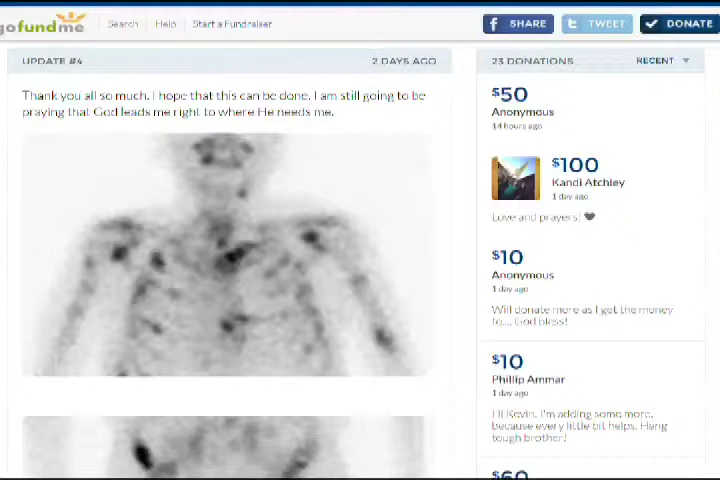 gofundme
Search
Help
Start a Fundraiser
SHARE
TWEET
DONATE
UPDATE #4
2 DAYS AGO
Thank you all so much. I hope that this can be done. I am still going to be
praying that God leads me right to where He needs me.
23 DONATIONS
RECENT
$50
Anonymous
14 hours ago
$100
Kandi Atchley
1 day ago
Love and prayers!
$10
Anonymous
1 day ago
Will donate more as I get the money
to.... God bless!
$10
Phillip Ammar
1 day ago
Hi Kevin. I'm adding some more,
because every little bit helps. Hang
tough brother!